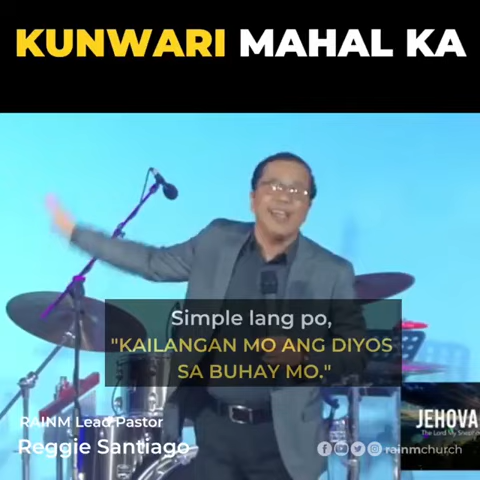 KUNWARI MAHAL KA
Simple lang po,
"KAILANGAN MO ANG DIYOS
SA BUHAY MO."
RAINM Lead Pastor
Reggie Santiago
JEHOVA
rainmchurch